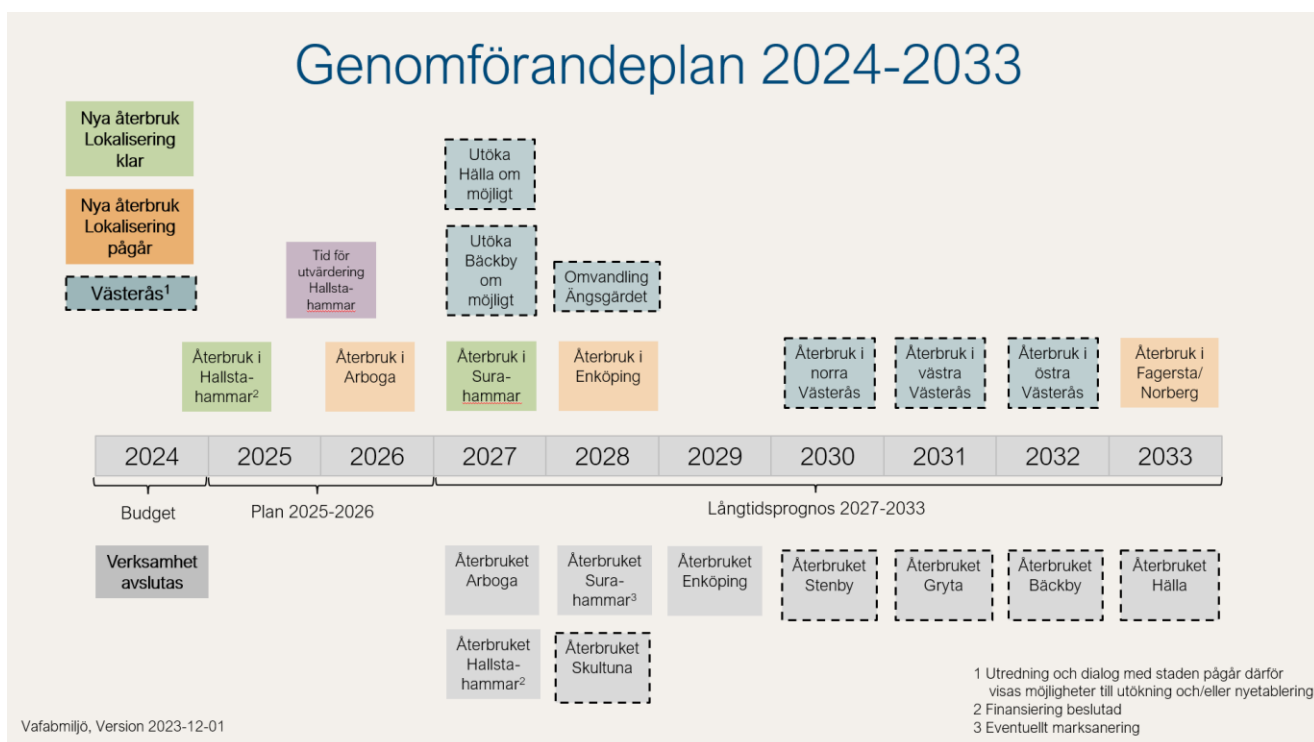 Genomförandeplan 2024-2033
Nya återbruk
Lokalisering
klar
Nya återbruk
Lokalisering
pågår
Västerås¹
Tid för
utvärdering
Hallsta-
hammar
Utöka
Hälla om
möjligt
Utöka
Bäckby
om
möjligt
Omvandling
Ängsgärdet
Återbruk i
Hallsta-
hammar²
Återbruk i
Arboga
Återbruk i
Sura-
hammar
Återbruk i
Enköping
Återbruk i
norra
Västerås
Återbruk i
västra
Västerås
Återbruk i
östra
Västerås
Återbruk i
Fagersta/
Norberg
2024 2025 2026 2027 2028 2029 2030 2031 2032 2033
Budget
Plan 2025-2026
Långtidsprognos 2027-2033
Verksamhet
avslutas
Återbruket
Arboga
Återbruket
Sura-
hammar³
Återbruket
Enköping
Återbruket
Stenby
Återbruket
Gryta
Återbruket
Bäckby
Återbruket
Hälla
Återbruket
Hallsta-
hammar²
Återbruket
Skultuna
1 Utredning och dialog med staden pågår därför
visas möjligheter till utökning och/eller nyetablering
2 Finansiering beslutad
3 Eventuellt marksanering
Vafabmiljö, Version 2023-12-01